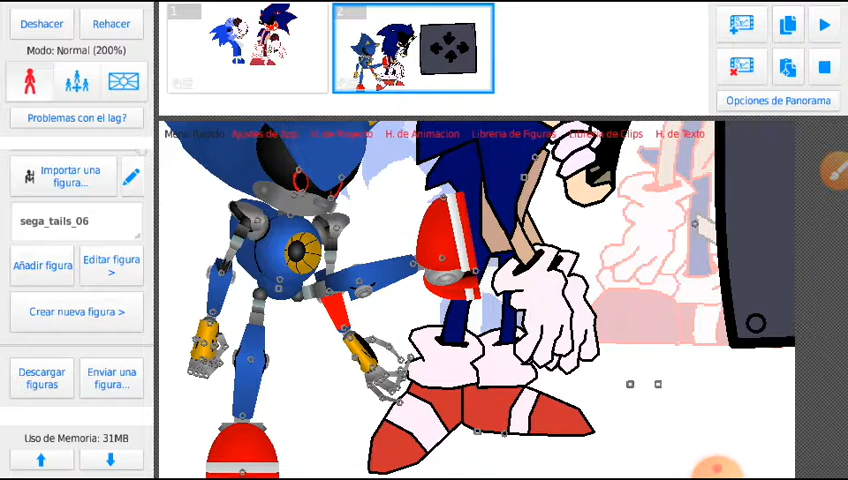 Deshacer
Rehacer
Modo: Normal (200%)
Problemas con el lag?
Importar una
figura...
sega_tails_06
Añadir figura
Editar figura
>
Crear nueva figura >
Descargar
figuras
Enviar una
figura...
Uso de Memoria: 31MB
1
2
Opciones de Panorama
Menú Rápido
Ajustes de App.
H. de Proyecto
H. de Animacion
Libreria de Figuras
Libreria de Clips
H. de Texto